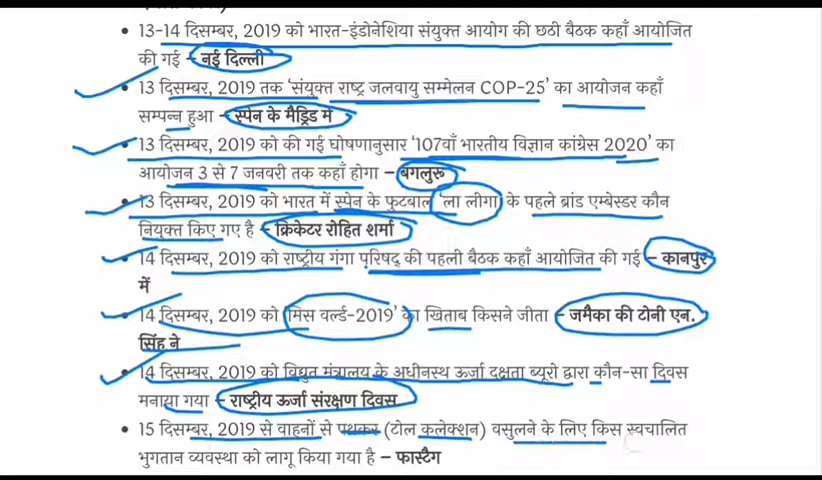 • 13-14 दिसम्बर, 2019 को भारत-इंडोनेशिया संयुक्त आयोग की छठी बैठक कहाँ आयोजित
की गई – नई दिल्ली
• 13 दिसम्बर, 2019 तक 'संयुक्त राष्ट्र जलवायु सम्मेलन COP-25' का आयोजन कहाँ
सम्पन्न हुआ – स्पेन के मैड्रिड में
• 13 दिसम्बर, 2019 को की गई घोषणानुसार '107वाँ भारतीय विज्ञान कांग्रेस 2020' का
आयोजन 3 से 7 जनवरी तक कहाँ होगा – बंगलुरू
• 13 दिसम्बर, 2019 को भारत में स्पेन के फुटबाल 'ला लीगा' के पहले ब्रांड एम्बेस्डर कौन
नियुक्त किए गए है – क्रिकेटर रोहित शर्मा
• 14 दिसम्बर, 2019 को राष्ट्रीय गंगा परिषद् की पहली बैठक कहाँ आयोजित की गई – कानपुर
में
• 14 दिसम्बर, 2019 को 'मिस वर्ल्ड-2019' का खिताब किसने जीता – जमैका की टोनी एन.
सिंह ने
• 14 दिसम्बर, 2019 को विद्युत मंत्रालय के अधीनस्थ ऊर्जा दक्षता ब्यूरो द्वारा कौन-सा दिवस
मनाया गया – राष्ट्रीय ऊर्जा संरक्षण दिवस
• 15 दिसम्बर, 2019 से वाहनों से पथकर (टोल कलेक्शन) वसुलने के लिए किस स्वचालित
भुगतान व्यवस्था को लागू किया गया है – फास्टैग